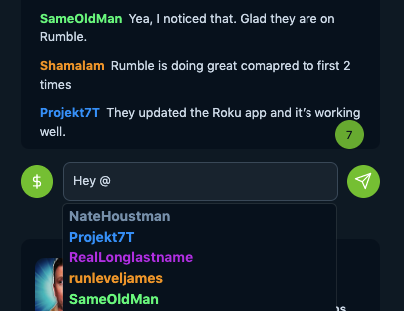 SameOldMan Yea, I noticed that. Glad they are on
Rumble.
Shamalam Rumble is doing great comapred to first 2
times
Projekt7T They updated the Roku app and it's working
well.
7
$
Hey @
NateHoustman
Projekt7T
RealLonglastname
runleveljames
SameOldMan